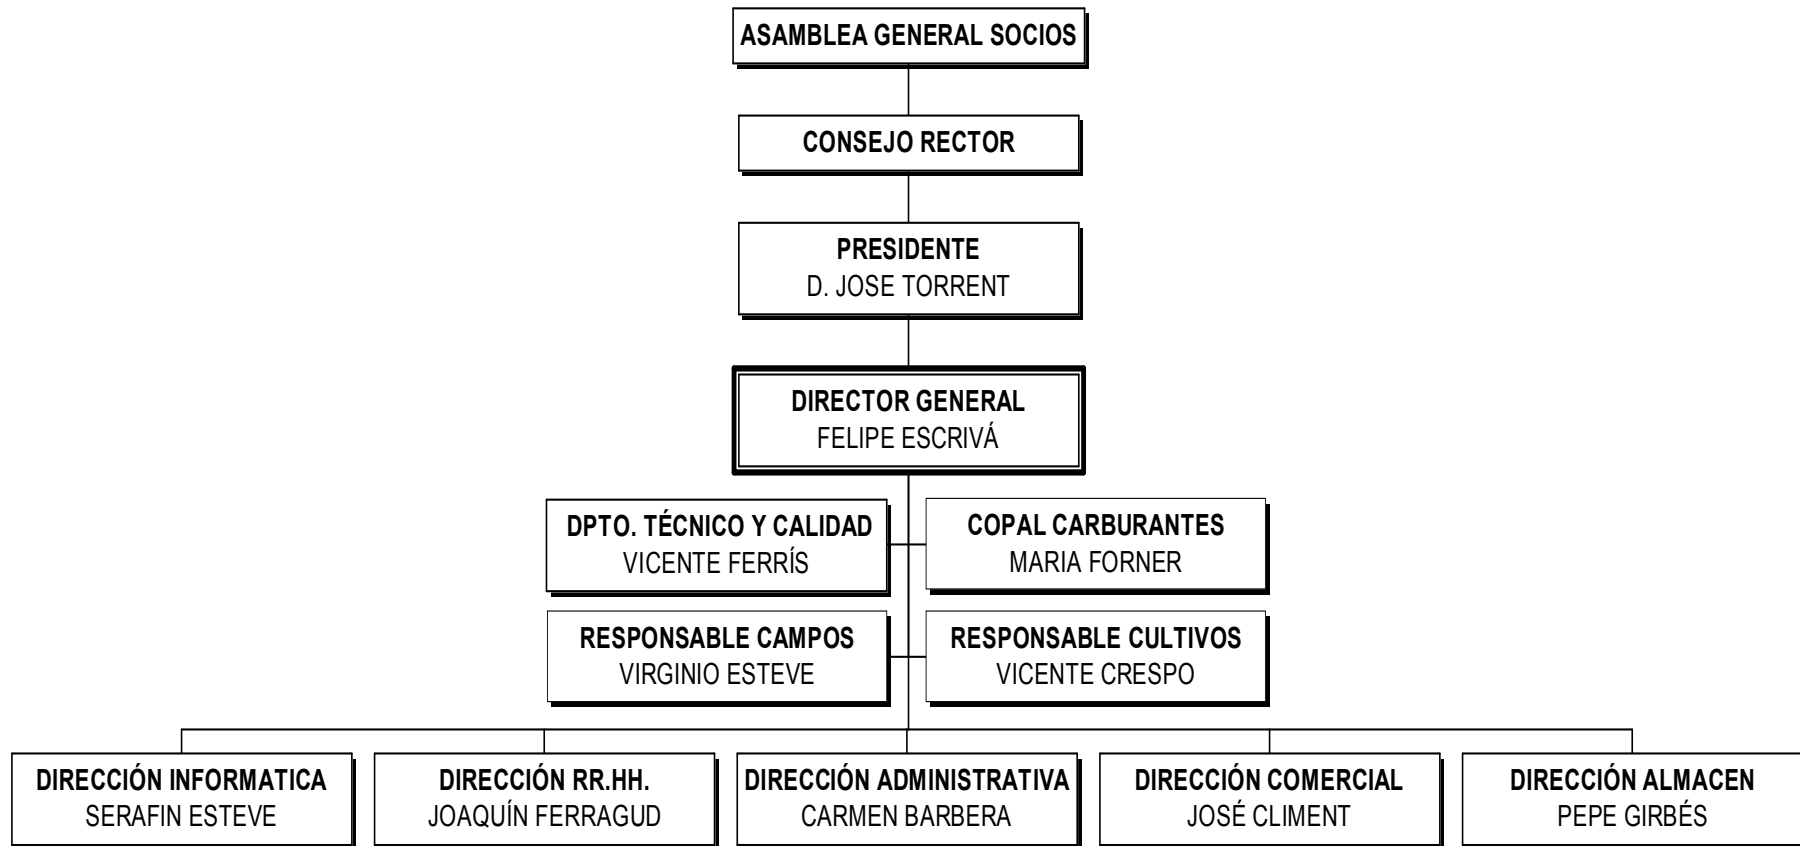 ASAMBLEA GENERAL SOCIOS
CONSEJO RECTOR
PRESIDENTE
D. JOSE TORRENT
DIRECTOR GENERAL
FELIPE ESCRIVÁ
DPTO. TÉCNICO Y CALIDAD
VICENTE FERRÍS
COPAL CARBURANTES
MARIA FORNER
RESPONSABLE CAMPOS
VIRGINIO ESTEVE
RESPONSABLE CULTIVOS
VICENTE CRESPO
DIRECCIÓN INFORMATICA
SERAFIN ESTEVE
DIRECCIÓN RR.HH.
JOAQUÍN FERRAGUD
DIRECCIÓN ADMINISTRATIVA
CARMEN BARBERA
DIRECCIÓN COMERCIAL
JOSÉ CLIMENT
DIRECCIÓN ALMACEN
PEPE GIRBÉS